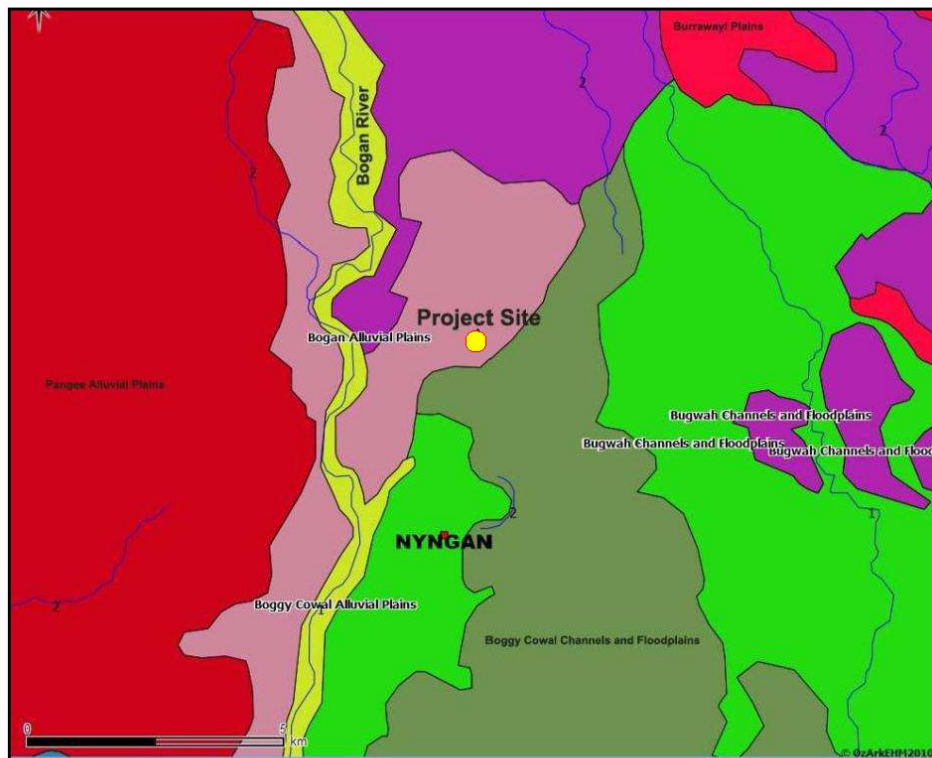 Burrawayl Plains
2
2
2
Bogan River
Project Site
Bogan Alluvial Plains
Pangee Alluvial Plains
Bugwah Channels and Floodplains
Bugwah Channels and Floodplains
Bugwah Channels and Flood
2
1
NYNGAN
2
Boggy Cowal Alluvial Plains
1
Boggy Cowal Channels and Floodplains
0
5
km
© OzArkEHM2010